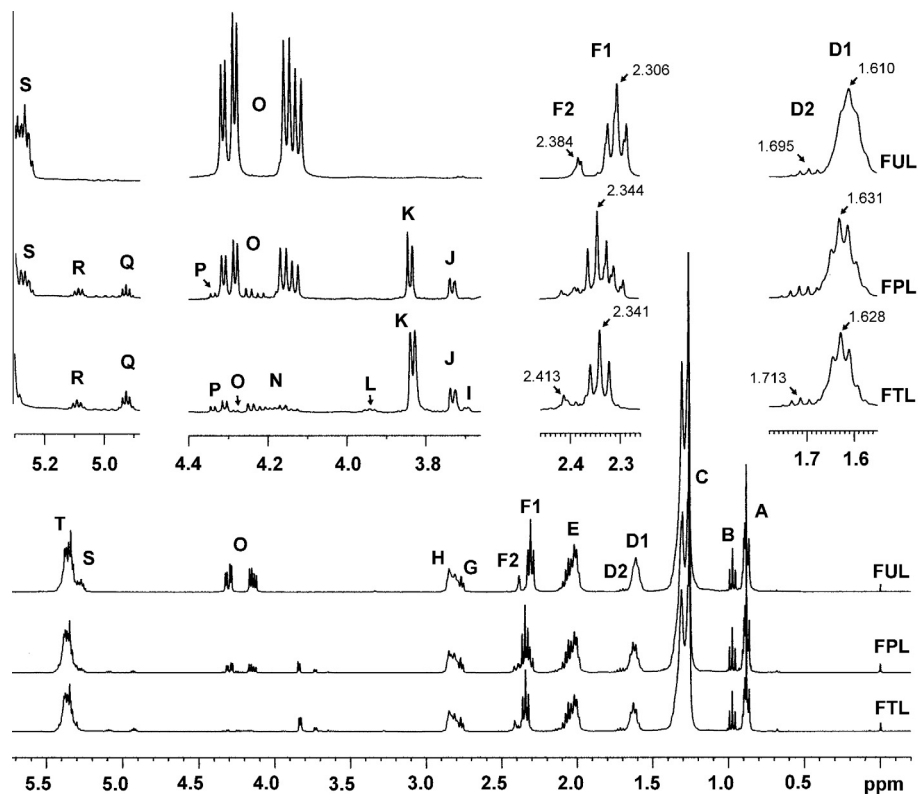 F1 D1
S O F2 2.306 D2 1.610
2.384 1.695 FUL
S R Q P O K J 2.344 1.631 FPL
R Q P O N L K J I 2.413 2.341 1.713 1.628 FTL
5.2 5.0 4.4 4.2 4.0 3.8 2.4 2.3 1.7 1.6
T S O H G F2 F1 E D2 D1 C B A
FUL
FPL
FTL
5.5 5.0 4.5 4.0 3.5 3.0 2.5 2.0 1.5 1.0 0.5 ppm